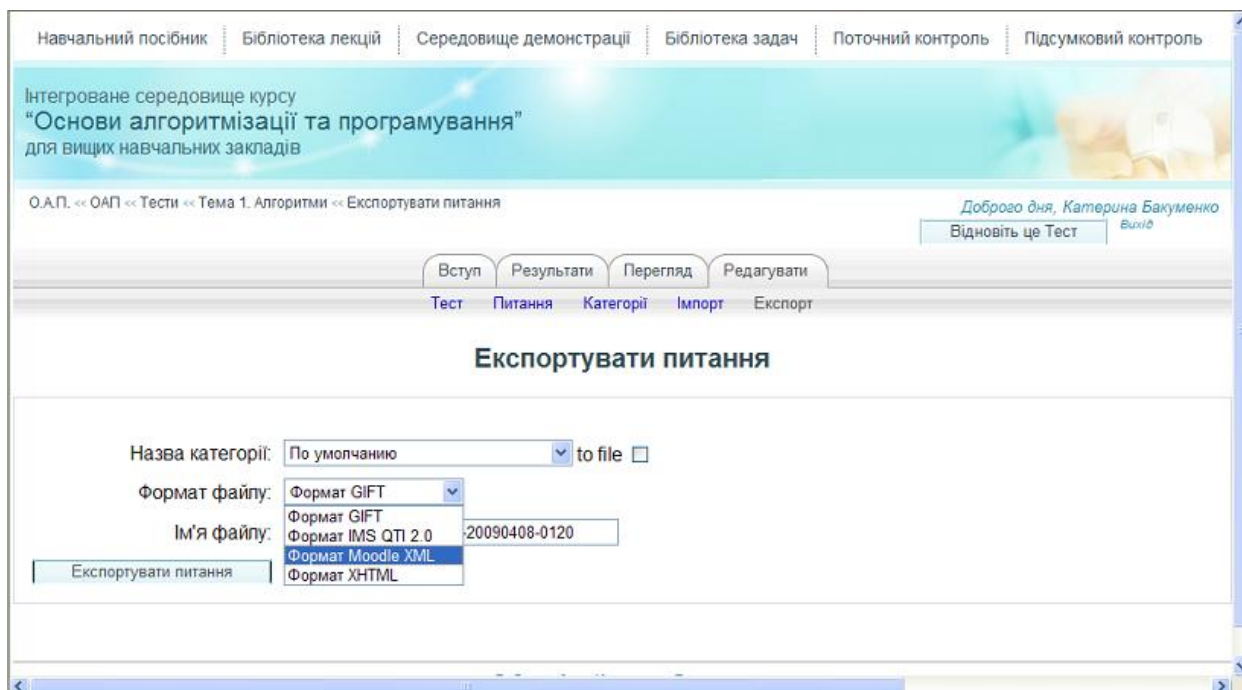 Навчальний посібник Бібліотека лекцій Середовище демонстрації Бібліотека задач Поточний контроль Підсумковий контроль
Інтегроване середовище курсу
“Основи алгоритмізації та програмування”
для вищих навчальних закладів
О.А.П. << ОАП << Тести << Тема 1. Алгоритми << Експортувати питання
Доброго дня, Катерина Бакуменко
Відновіть це Тест Вихід
Вступ Результати Перегляд Редагувати
Тест Питання Категорії Імпорт Експорт
Експортувати питання
Назва категорії: По умолчанию to file
Формат файлу: Формат GIFT
Формат GIFT
Ім'я файлу: Формат IMS QTI 2.0 -20090408-0120
Формат Moodle XML
Експортувати питання Формат XHTML